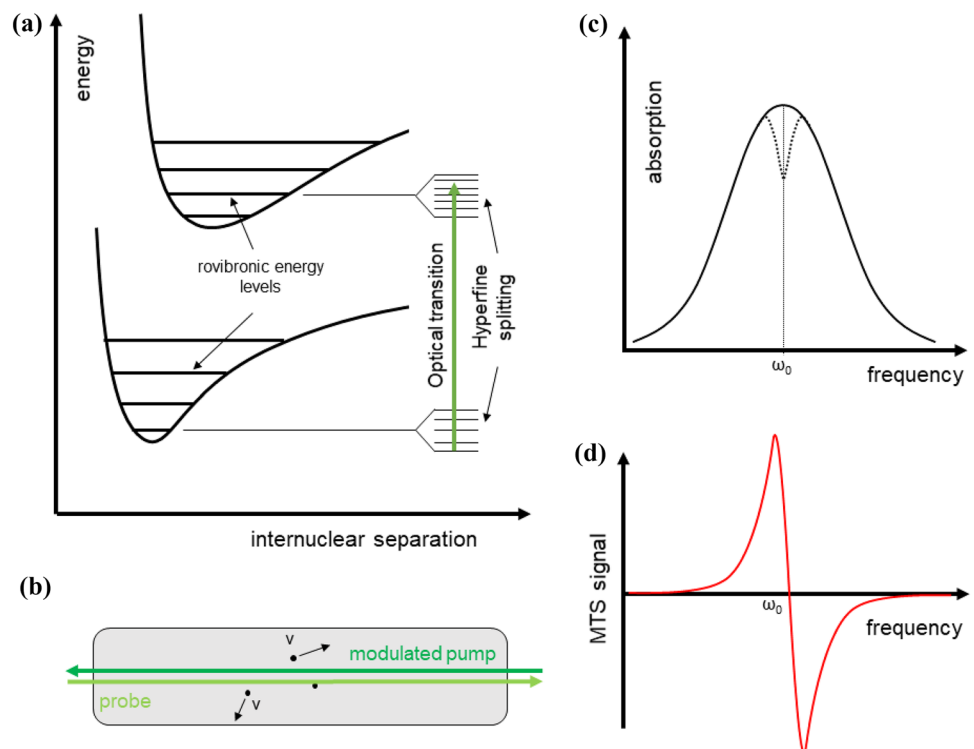 (a)
energy
rovibronic energy
levels
Optical transition
Hyperfine
splitting
internuclear separation
(b)
v
modulated pump
probe
v
(c)
absorption
ω₀
frequency
(d)
MTS signal
ω₀
frequency